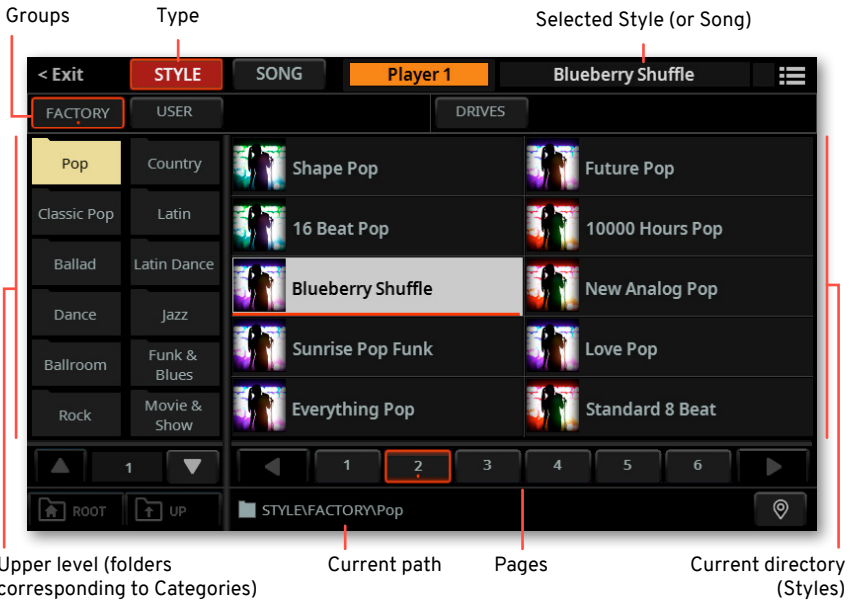 Groups
Type
Selected Style (or Song)
< Exit
STYLE
SONG
Player 1
Blueberry Shuffle
FACTORY
USER
DRIVES
Pop
Country
Shape Pop
Future Pop
Classic Pop
Latin
16 Beat Pop
10000 Hours Pop
Ballad
Latin Dance
Blueberry Shuffle
New Analog Pop
Dance
Jazz
Sunrise Pop Funk
Love Pop
Ballroom
Funk &
Blues
Everything Pop
Standard 8 Beat
Rock
Movie &
Show
1
1
2
3
4
5
6
ROOT
UP
STYLE\FACTORY\Pop
Upper level (folders
corresponding to Categories)
Current path
Pages
Current directory
(Styles)